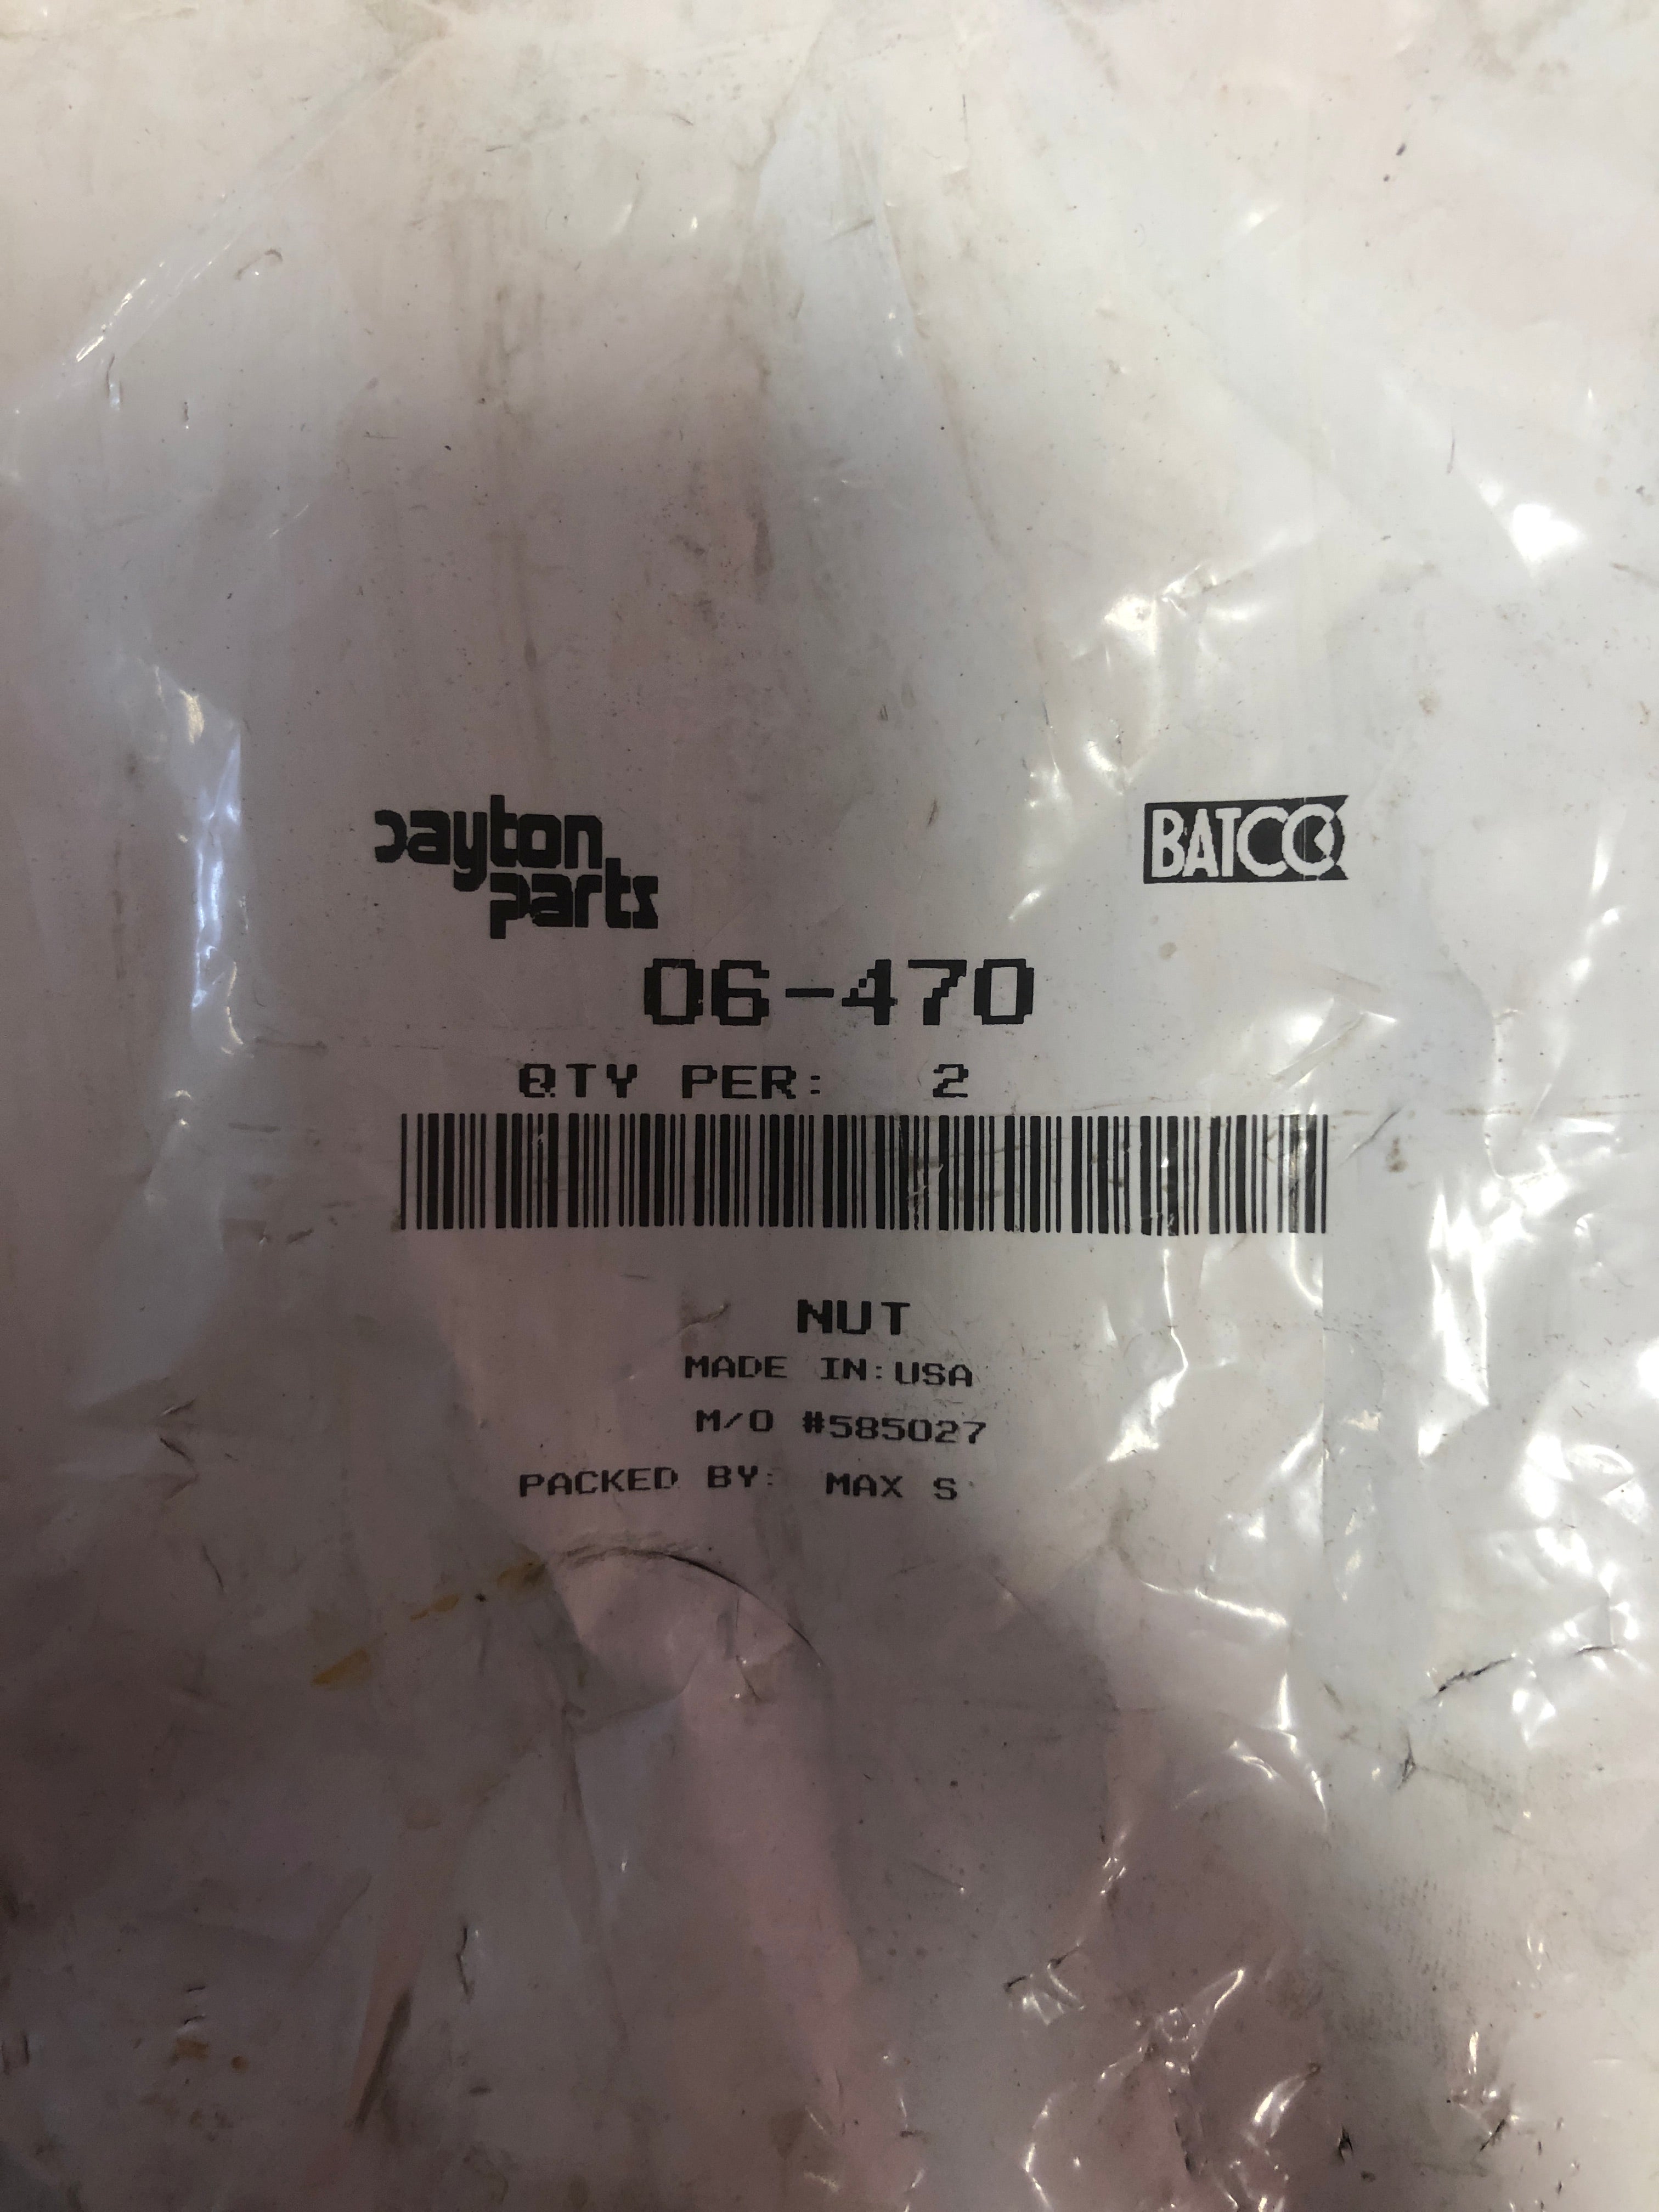 Dayton parts
BATCO
06-470
QTY PER: 2
NUT
MADE IN:USA
M/O #585027
PACKED BY: MAX S